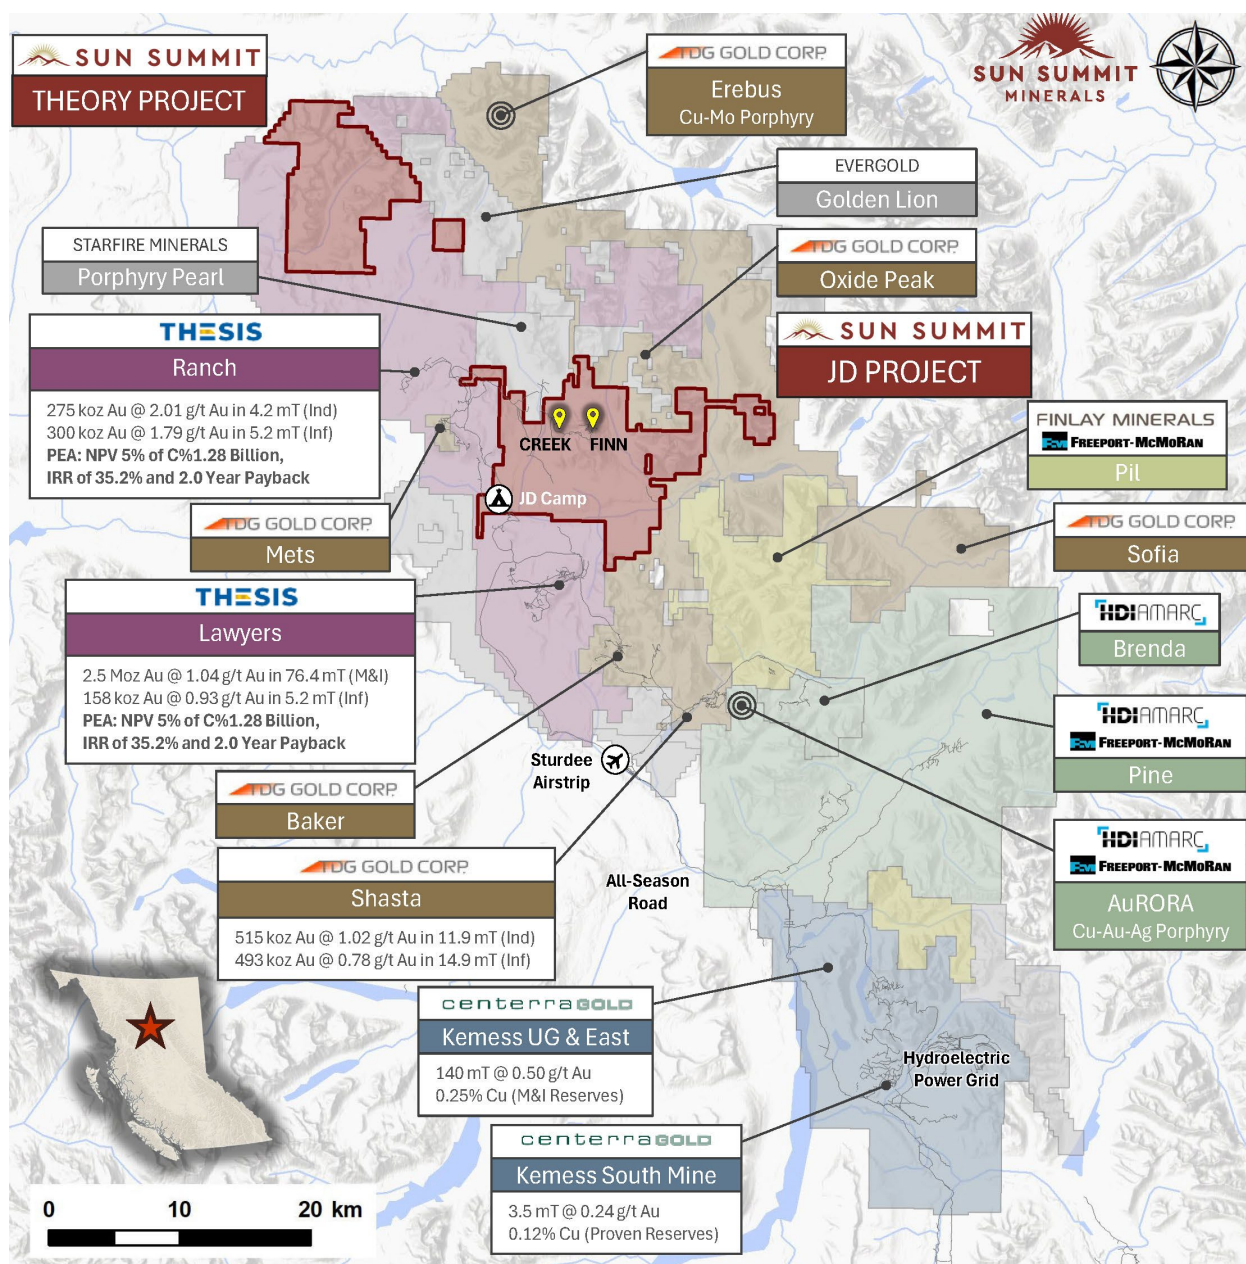 SUN SUMMIT
THEORY PROJECT
TDG GOLD CORP.
Erebus
Cu-Mo Porphyry
SUN SUMMIT
MINERALS
EVERGOLD
Golden Lion
STARFIRE MINERALS
Porphyry Pearl
TDG GOLD CORP.
Oxide Peak
THESIS
Ranch
275 koz Au @ 2.01 g/t Au in 4.2 mT (Ind)
300 koz Au @ 1.79 g/t Au in 5.2 mT (Inf)
PEA: NPV 5% of C%1.28 Billion,
IRR of 35.2% and 2.0 Year Payback
SUN SUMMIT
JD PROJECT
CREEK
FINN
JD Camp
FINLAY MINERALS
FCX FREEPORT-McMoRAN
Pil
TDG GOLD CORP.
Mets
TDG GOLD CORP.
Sofia
THESIS
Lawyers
2.5 Moz Au @ 1.04 g/t Au in 76.4 mT (M&I)
158 koz Au @ 0.93 g/t Au in 5.2 mT (Inf)
PEA: NPV 5% of C%1.28 Billion,
IRR of 35.2% and 2.0 Year Payback
HDI AMARC
Brenda
HDI AMARC
FCX FREEPORT-McMoRAN
Pine
Sturdee
Airstrip
TDG GOLD CORP.
Baker
HDI AMARC
FCX FREEPORT-McMoRAN
AuRORA
Cu-Au-Ag Porphyry
TDG GOLD CORP.
Shasta
515 koz Au @ 1.02 g/t Au in 11.9 mT (Ind)
493 koz Au @ 0.78 g/t Au in 14.9 mT (Inf)
All-Season
Road
centerra GOLD
Kemess UG & East
140 mT @ 0.50 g/t Au
0.25% Cu (M&I Reserves)
Hydroelectric
Power Grid
centerra GOLD
Kemess South Mine
3.5 mT @ 0.24 g/t Au
0.12% Cu (Proven Reserves)
0 10 20 km